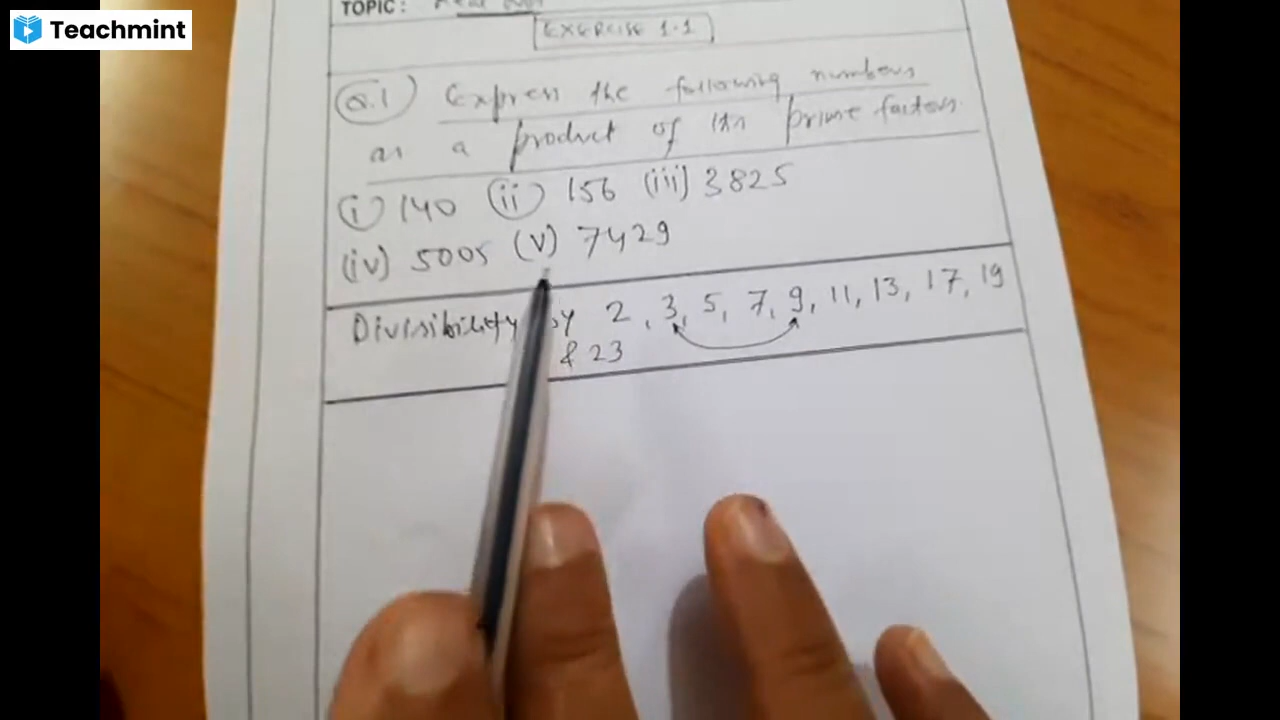 Teachmint
TOPIC : Real
EXERCISE 1.1
Q.1 Express the following numbers
as a product of its prime factors.
(i) 140 (ii) 156 (iii) 3825
(iv) 5005 (v) 7429
Divisibility by 2, 3, 5, 7, 9, 11, 13, 17, 19
& 23